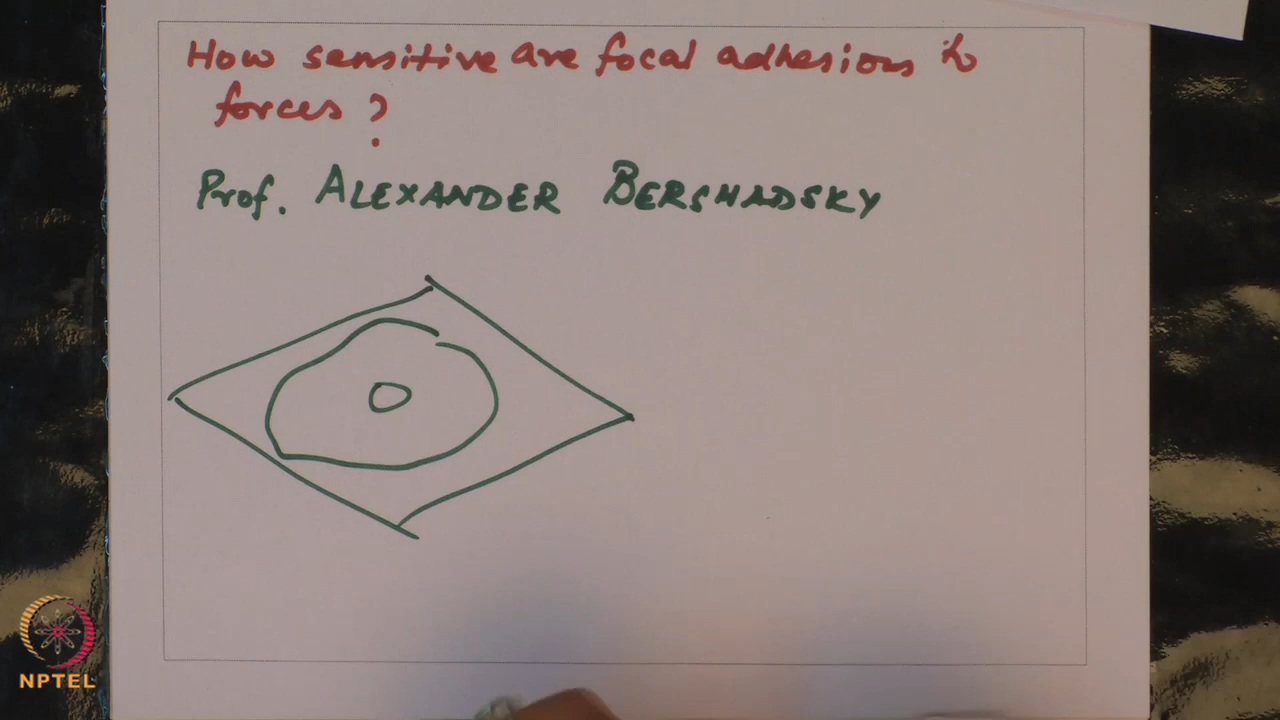 How sensitive are focal adhesions to
forces?
Prof. ALEXANDER BERSHADSKY
NPTEL